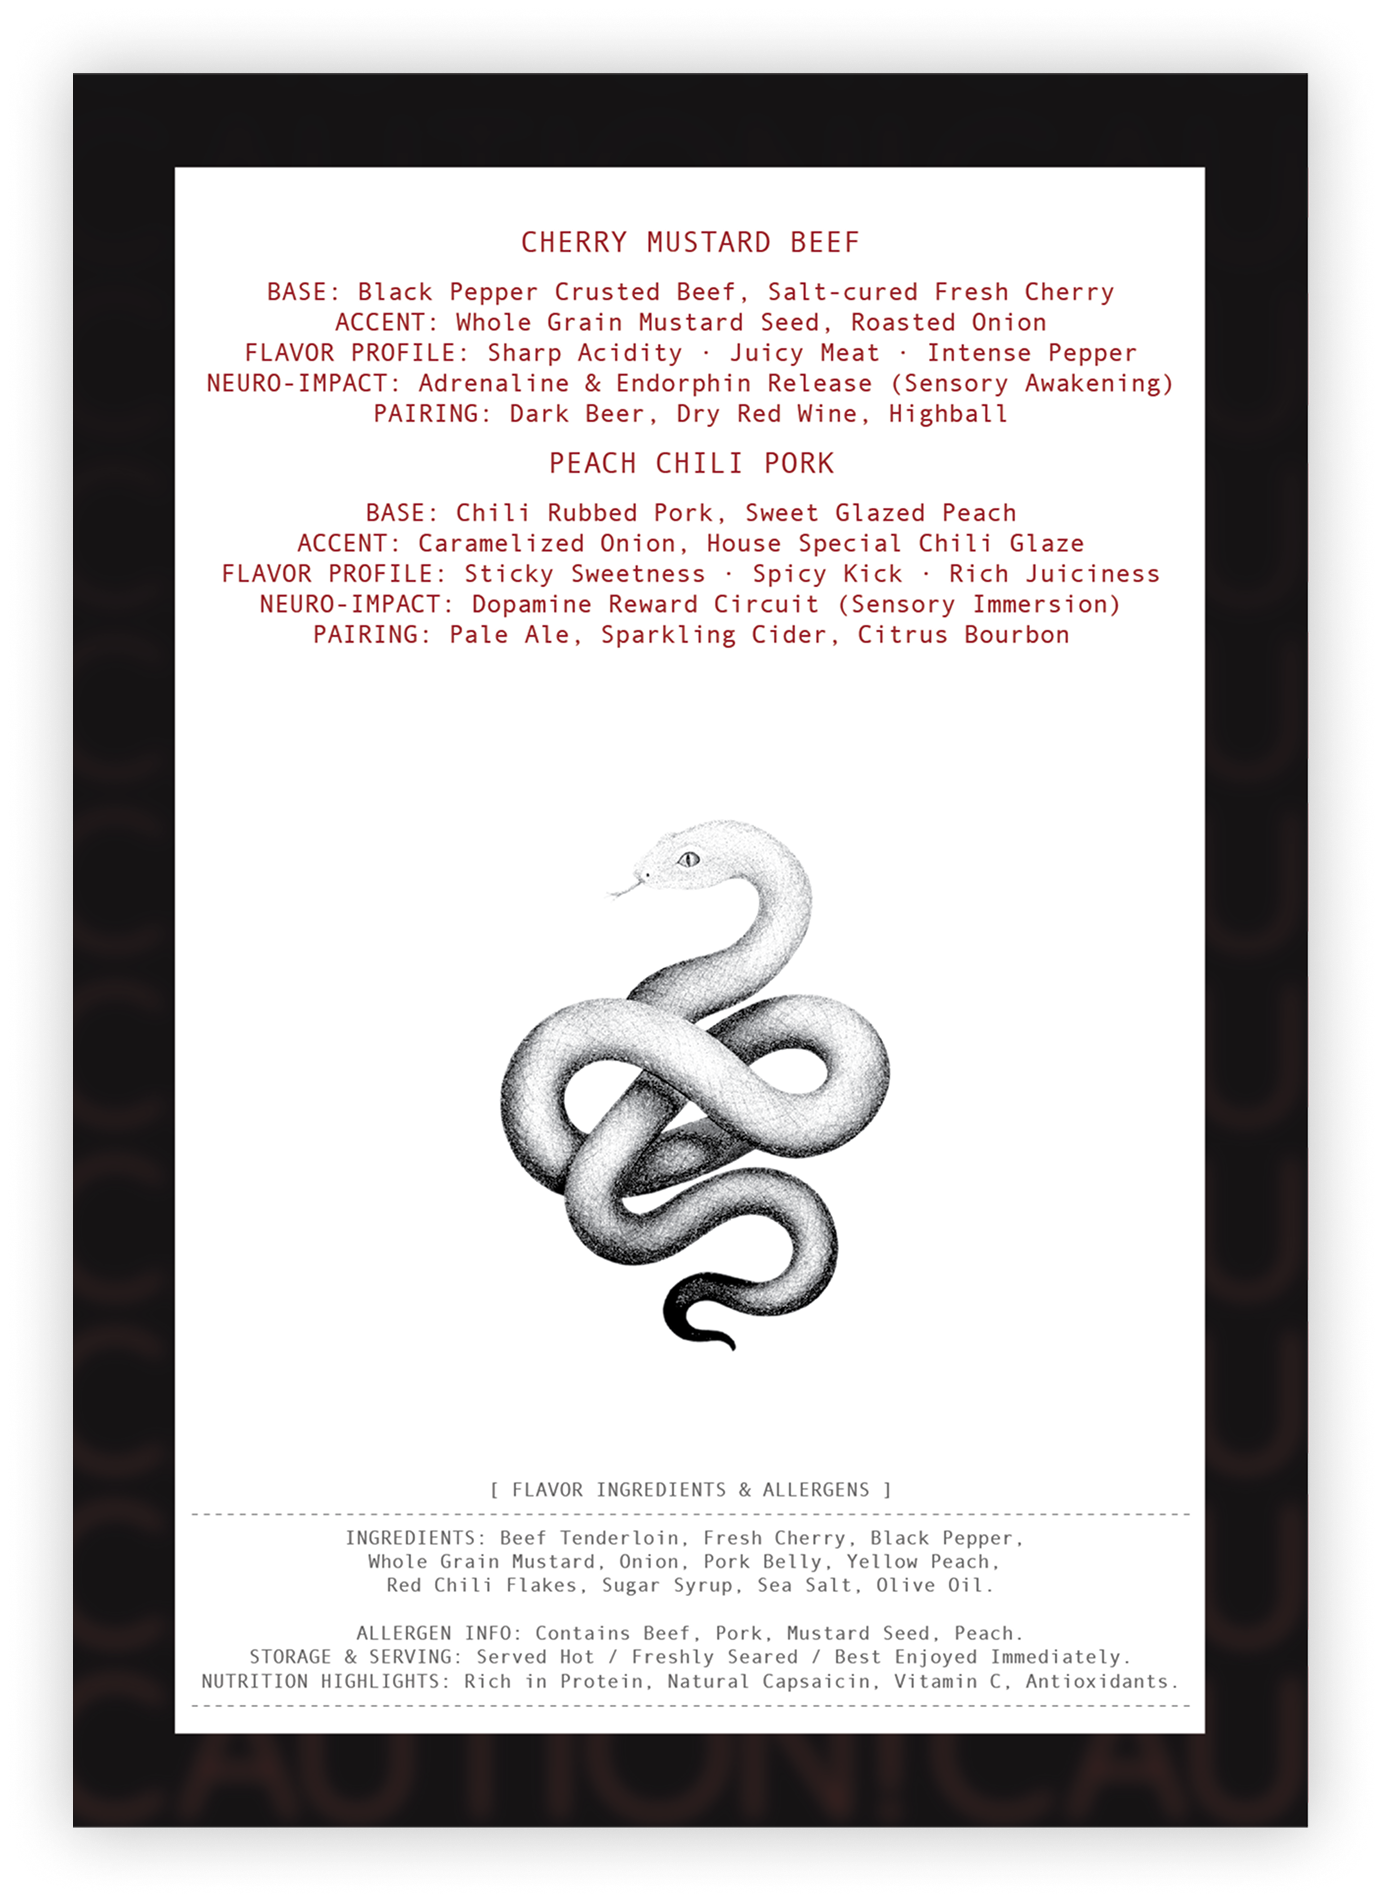 CHERRY MUSTARD BEEF
BASE: Black Pepper Crusted Beef, Salt-cured Fresh Cherry
ACCENT: Whole Grain Mustard Seed, Roasted Onion
FLAVOR PROFILE: Sharp Acidity · Juicy Meat · Intense Pepper
NEURO-IMPACT: Adrenaline & Endorphin Release (Sensory Awakening)
PAIRING: Dark Beer, Dry Red Wine, Highball
PEACH CHILI PORK
BASE: Chili Rubbed Pork, Sweet Glazed Peach
ACCENT: Caramelized Onion, House Special Chili Glaze
FLAVOR PROFILE: Sticky Sweetness · Spicy Kick · Rich Juiciness
NEURO-IMPACT: Dopamine Reward Circuit (Sensory Immersion)
PAIRING: Pale Ale, Sparkling Cider, Citrus Bourbon
[ FLAVOR INGREDIENTS & ALLERGENS ]
INGREDIENTS: Beef Tenderloin, Fresh Cherry, Black Pepper,
Whole Grain Mustard, Onion, Pork Belly, Yellow Peach,
Red Chili Flakes, Sugar Syrup, Sea Salt, Olive Oil.
ALLERGEN INFO: Contains Beef, Pork, Mustard Seed, Peach.
STORAGE & SERVING: Served Hot / Freshly Seared / Best Enjoyed Immediately.
NUTRITION HIGHLIGHTS: Rich in Protein, Natural Capsaicin, Vitamin C, Antioxidants.
CAUTION!CAU